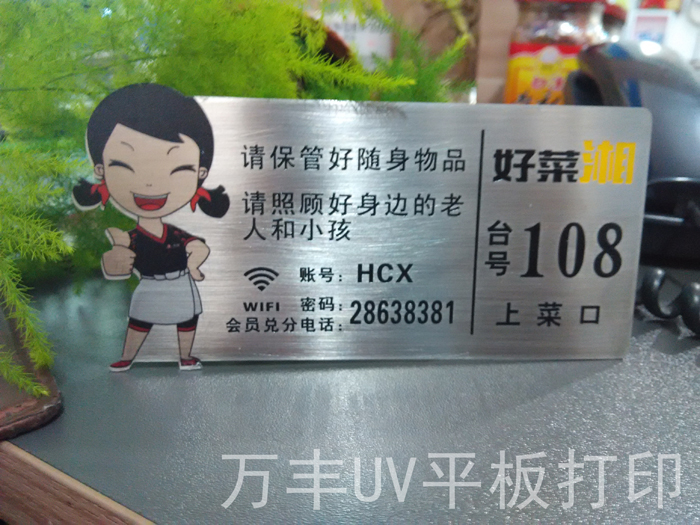 请保管好随身物品
请照顾好身边的老
人和小孩
账号：HCX
WIFI 密码：28638381
会员兑分电话：
好菜湘
台号 108
上菜口
万丰UV平板打印